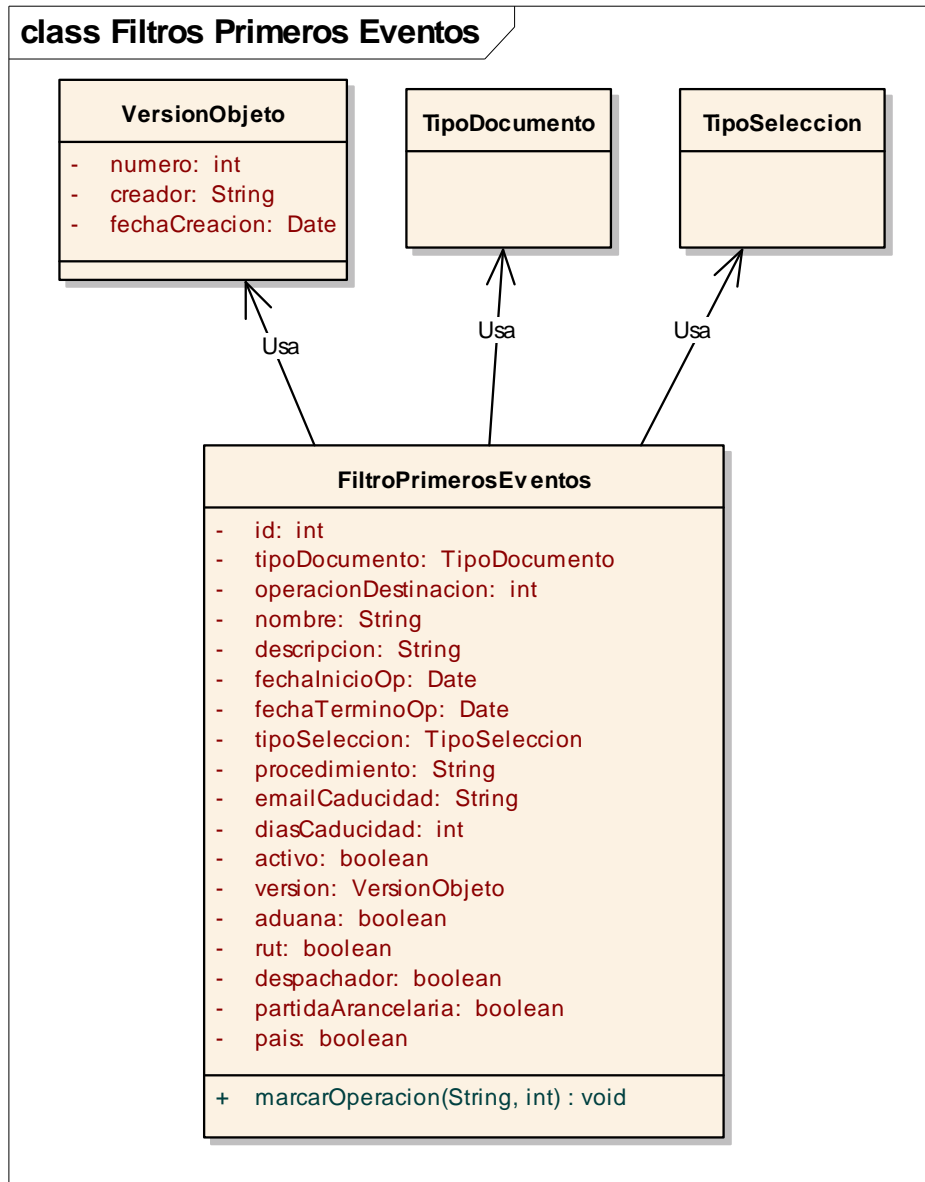 class Filtros Primeros Eventos
VersionObjeto
- numero: int
- creador: String
- fechaCreacion: Date
TipoDocumento
TipoSeleccion
Usa
Usa
Usa
FiltroPrimerosEventos
- id: int
- tipoDocumento: TipoDocumento
- operacionDestinacion: int
- nombre: String
- descripcion: String
- fechaInicioOp: Date
- fechaTerminoOp: Date
- tipoSeleccion: TipoSeleccion
- procedimiento: String
- emailCaducidad: String
- diasCaducidad: int
- activo: boolean
- version: VersionObjeto
- aduana: boolean
- rut: boolean
- despachador: boolean
- partidaArancelaria: boolean
- pais: boolean
+ marcarOperacion(String, int) : void